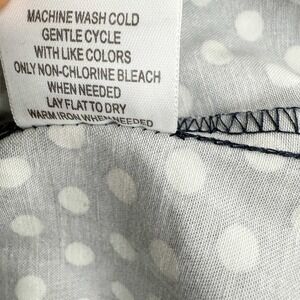 MACHINE WASH COLD
GENTLE CYCLE
WITH LIKE COLORS
ONLY NON-CHLORINE BLEACH
WHEN NEEDED
LAY FLAT TO DRY
WARM IRON WHEN NEEDED